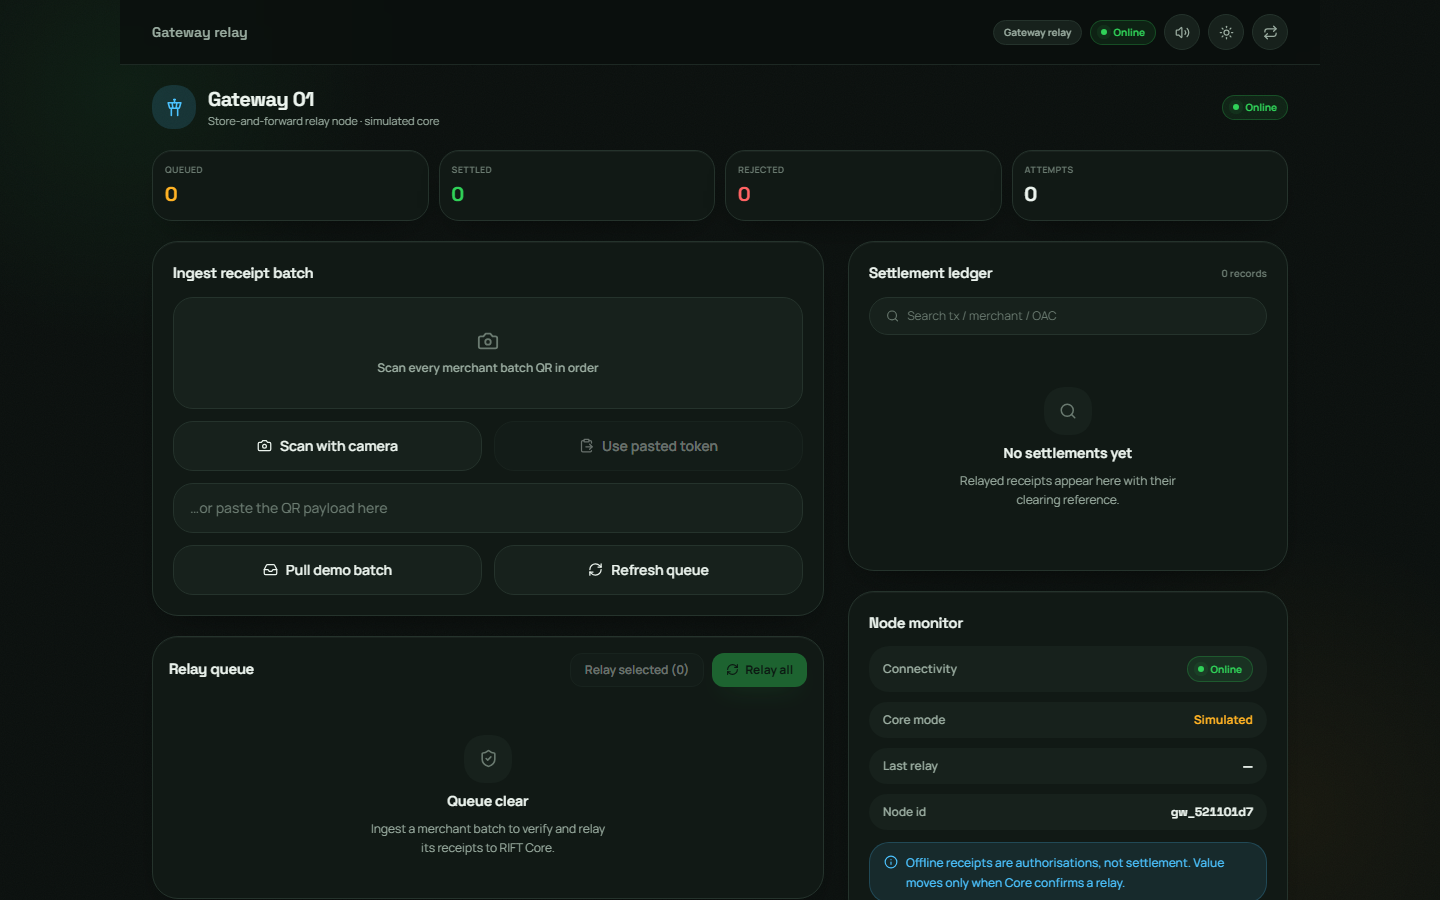 Gateway relay
Gateway relay
Online
Gateway 01
Store-and-forward relay node · simulated core
Online
QUEUED
0
SETTLED
0
REJECTED
0
ATTEMPTS
0
Ingest receipt batch
Scan every merchant batch QR in order
Scan with camera
Use pasted token
...or paste the QR payload here
Pull demo batch
Refresh queue
Relay queue
Relay selected (0)
Relay all
Queue clear
Ingest a merchant batch to verify and relay
its receipts to RIFT Core.
Settlement ledger
0 records
Search tx / merchant / OAC
No settlements yet
Relayed receipts appear here with their
clearing reference.
Node monitor
Connectivity
Online
Core mode
Simulated
Last relay
—
Node id
gw_521101d7
Offline receipts are authorisations, not settlement. Value
moves only when Core confirms a relay.